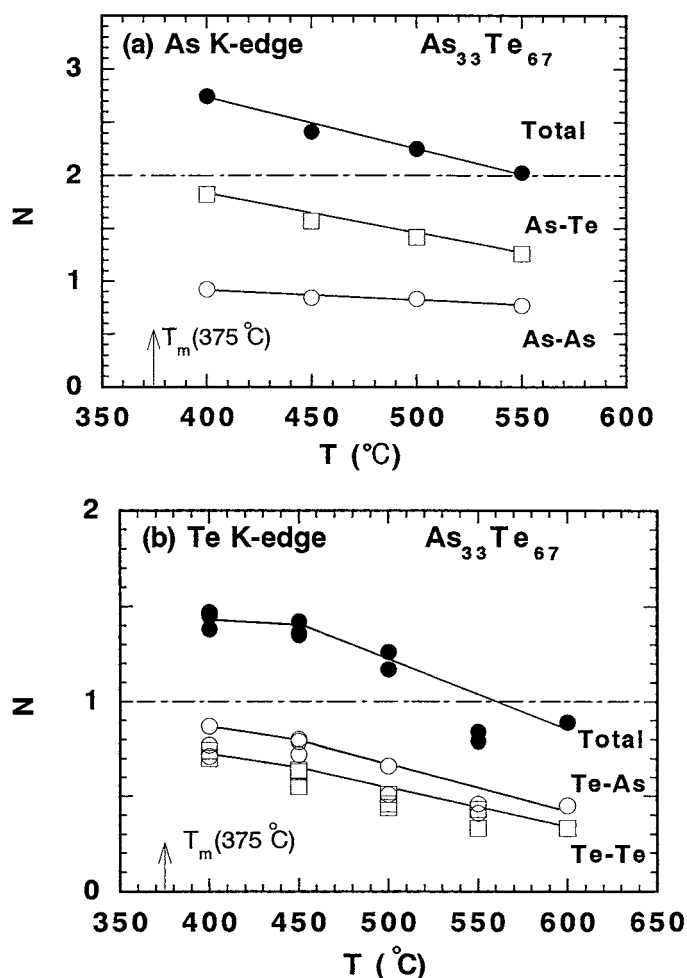 (a) As K-edge As₃₃Te₆₇
3
Total
2
N
As-Te
1
Tₘ(375 °C)
As-As
0
350 400 450 500 550 600
T (°C)
2
(b) Te K-edge As₃₃Te₆₇
N
1
Total
Te-As
Tₘ(375 °C)
Te-Te
0
350 400 450 500 550 600 650
T (°C)